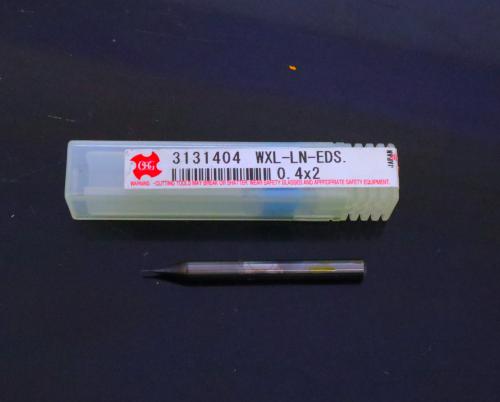 OSG 3131404 WXL-LN-EDS.
0.4x2
JAPAN
WARNING: -CUTTING TOOLS MAY BREAK OR SHATTER. WEAR SAFETY GLASSES AND APPROPRIATE SAFETY EQUIPMENT.